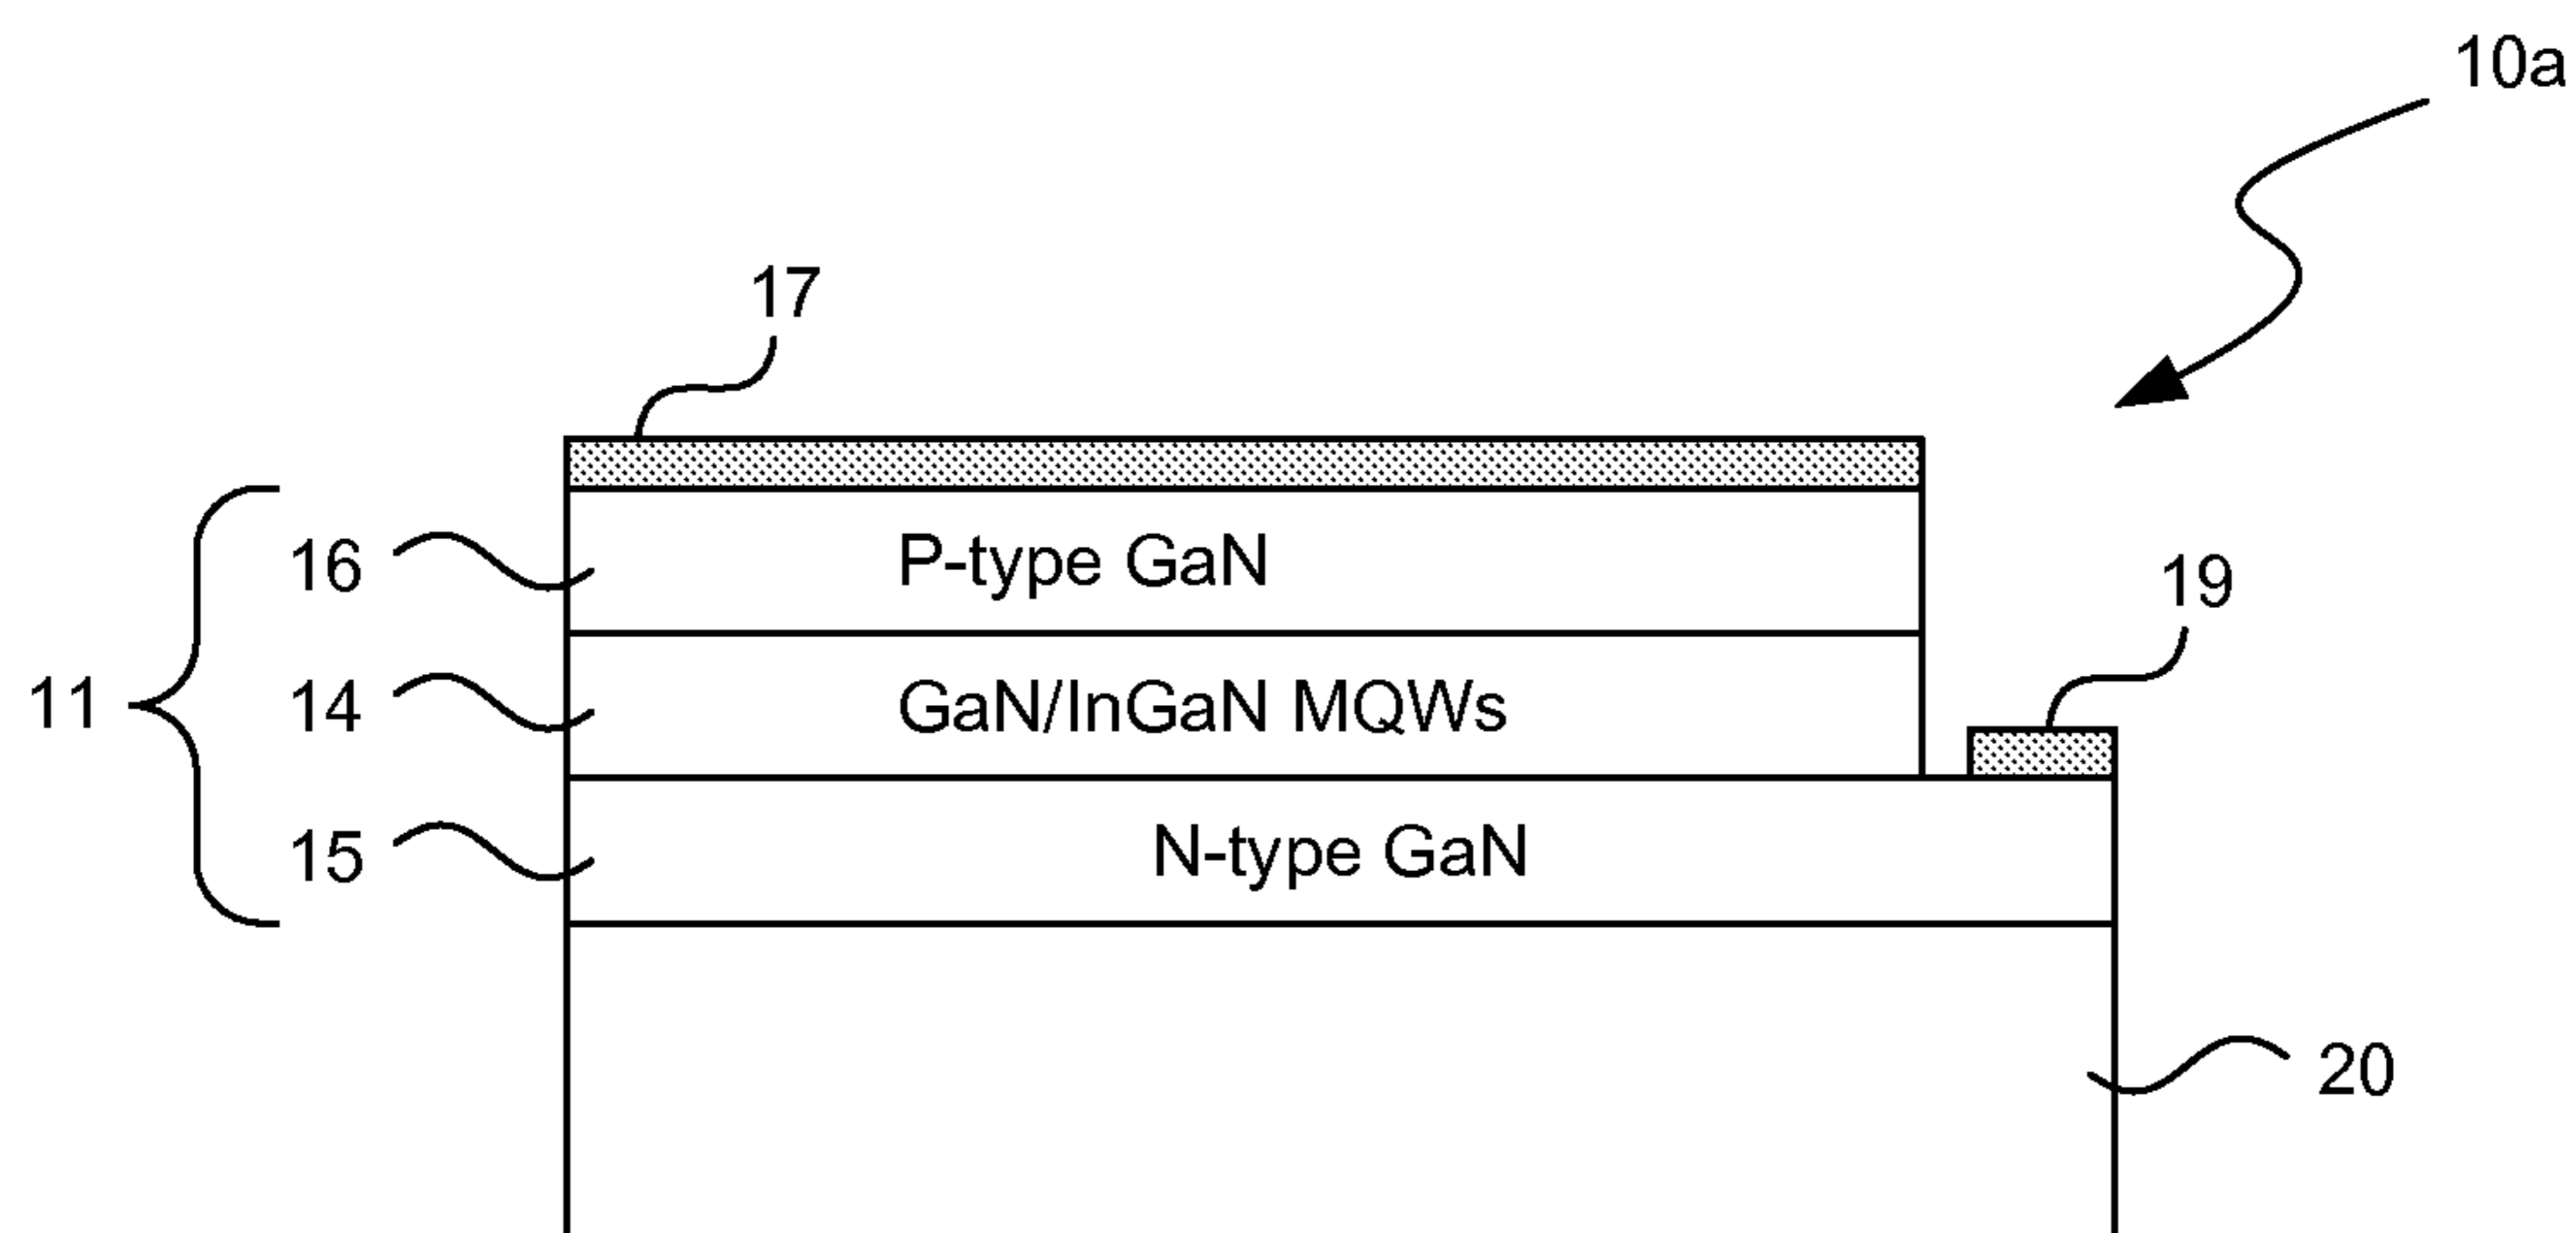 10a
17
16 P-type GaN
19
11 14 GaN/InGaN MQWs
15 N-type GaN
20